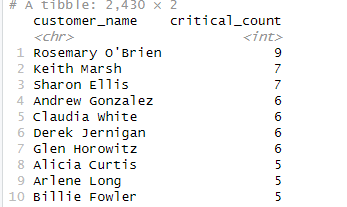 # A tibble: 2,430 × 2
customer_name critical_count
<chr> <int>
1 Rosemary O'Brien 9
2 Keith Marsh 7
3 Sharon Ellis 7
4 Andrew Gonzalez 6
5 Claudia White 6
6 Derek Jernigan 6
7 Glen Horowitz 6
8 Alicia Curtis 5
9 Arlene Long 5
10 Billie Fowler 5